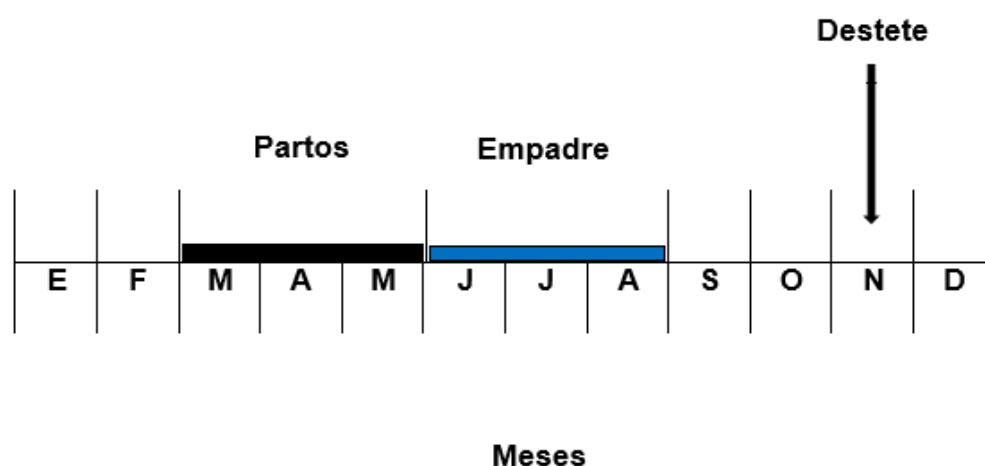 Destete
Partos Empadre
E F M A M J J A S O N D
Meses